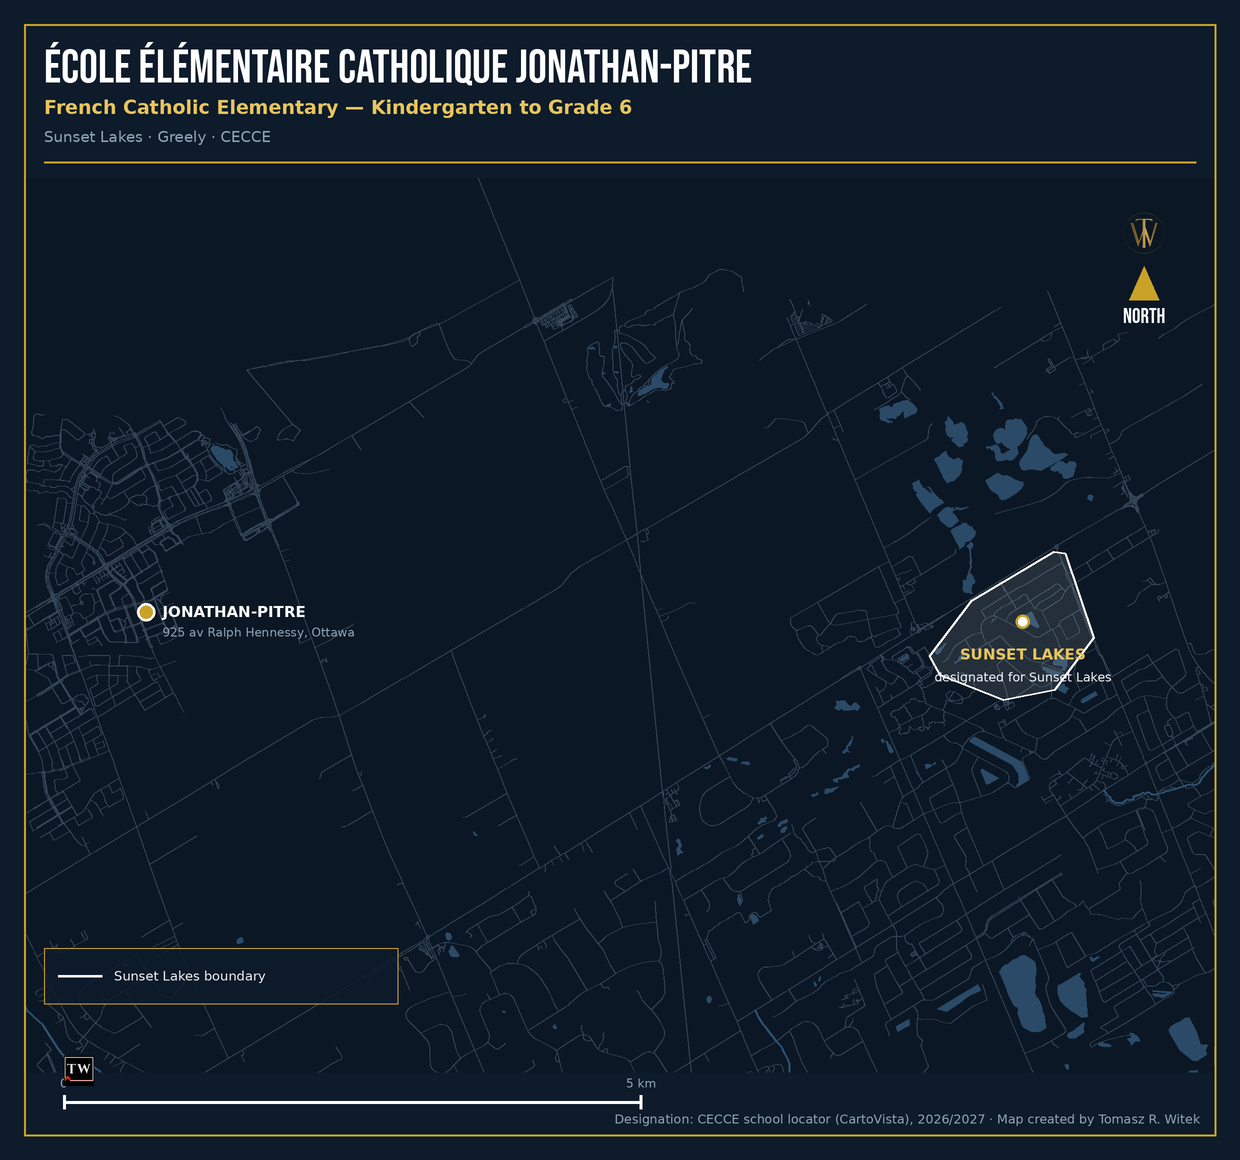 ÉCOLE ÉLÉMENTAIRE CATHOLIQUE JONATHAN-PITRE
French Catholic Elementary — Kindergarten to Grade 6
Sunset Lakes · Greely · CECCE
TW
NORTH
JONATHAN-PITRE
925 av Ralph Hennessy, Ottawa
SUNSET LAKES
designated for Sunset Lakes
Sunset Lakes boundary
TW
0
5 km
Designation: CECCE school locator (CartoVista), 2026/2027 · Map created by Tomasz R. Witek